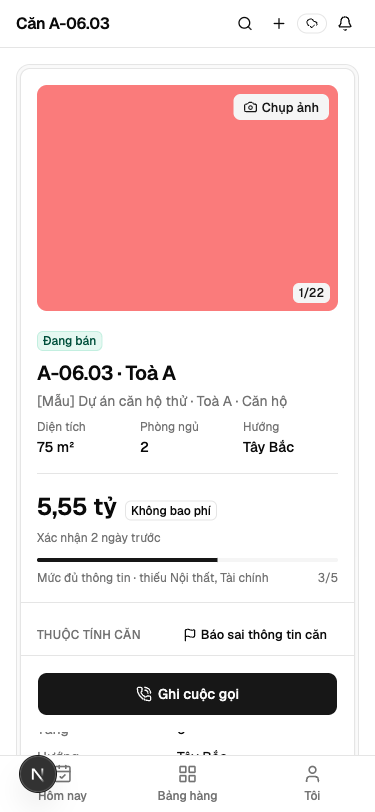 Căn A-06.03
Chụp ảnh
1/22
Đang bán
A-06.03 · Toà A
[Mẫu] Dự án căn hộ thử · Toà A · Căn hộ
Diện tích Phòng ngủ Hướng
75 m² 2 Tây Bắc
5,55 tỷ Không bao phí
Xác nhận 2 ngày trước
Mức đủ thông tin · thiếu Nội thất, Tài chính 3/5
THUỘC TÍNH CĂN Báo sai thông tin căn
Ghi cuộc gọi
Hướng Tây Bắc
N
Hôm nay Bảng hàng Tôi